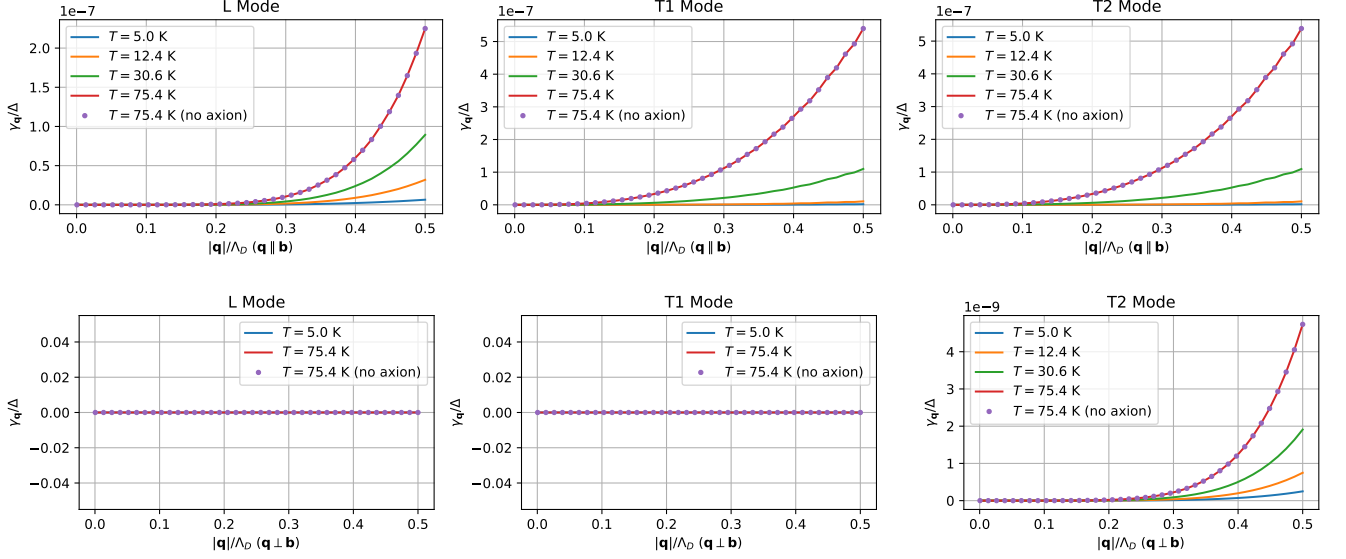 L Mode
1e−7
γq/Δ
2.0
1.5
1.0
0.5
0.0
T = 5.0 K
T = 12.4 K
T = 30.6 K
T = 75.4 K
T = 75.4 K (no axion)
0.0 0.1 0.2 0.3 0.4 0.5
|q|/Λ_D (q ∥ b)
T1 Mode
1e−7
γq/Δ
5
4
3
2
1
0
T = 5.0 K
T = 12.4 K
T = 30.6 K
T = 75.4 K
T = 75.4 K (no axion)
0.0 0.1 0.2 0.3 0.4 0.5
|q|/Λ_D (q ∥ b)
T2 Mode
1e−7
γq/Δ
5
4
3
2
1
0
T = 5.0 K
T = 12.4 K
T = 30.6 K
T = 75.4 K
T = 75.4 K (no axion)
0.0 0.1 0.2 0.3 0.4 0.5
|q|/Λ_D (q ∥ b)
L Mode
γq/Δ
0.04
0.02
0.00
−0.02
−0.04
T = 5.0 K
T = 75.4 K
T = 75.4 K (no axion)
0.0 0.1 0.2 0.3 0.4 0.5
|q|/Λ_D (q ⊥ b)
T1 Mode
γq/Δ
0.04
0.02
0.00
−0.02
−0.04
T = 5.0 K
T = 75.4 K
T = 75.4 K (no axion)
0.0 0.1 0.2 0.3 0.4 0.5
|q|/Λ_D (q ⊥ b)
T2 Mode
1e−9
γq/Δ
4
3
2
1
0
T = 5.0 K
T = 12.4 K
T = 30.6 K
T = 75.4 K
T = 75.4 K (no axion)
0.0 0.1 0.2 0.3 0.4 0.5
|q|/Λ_D (q ⊥ b)